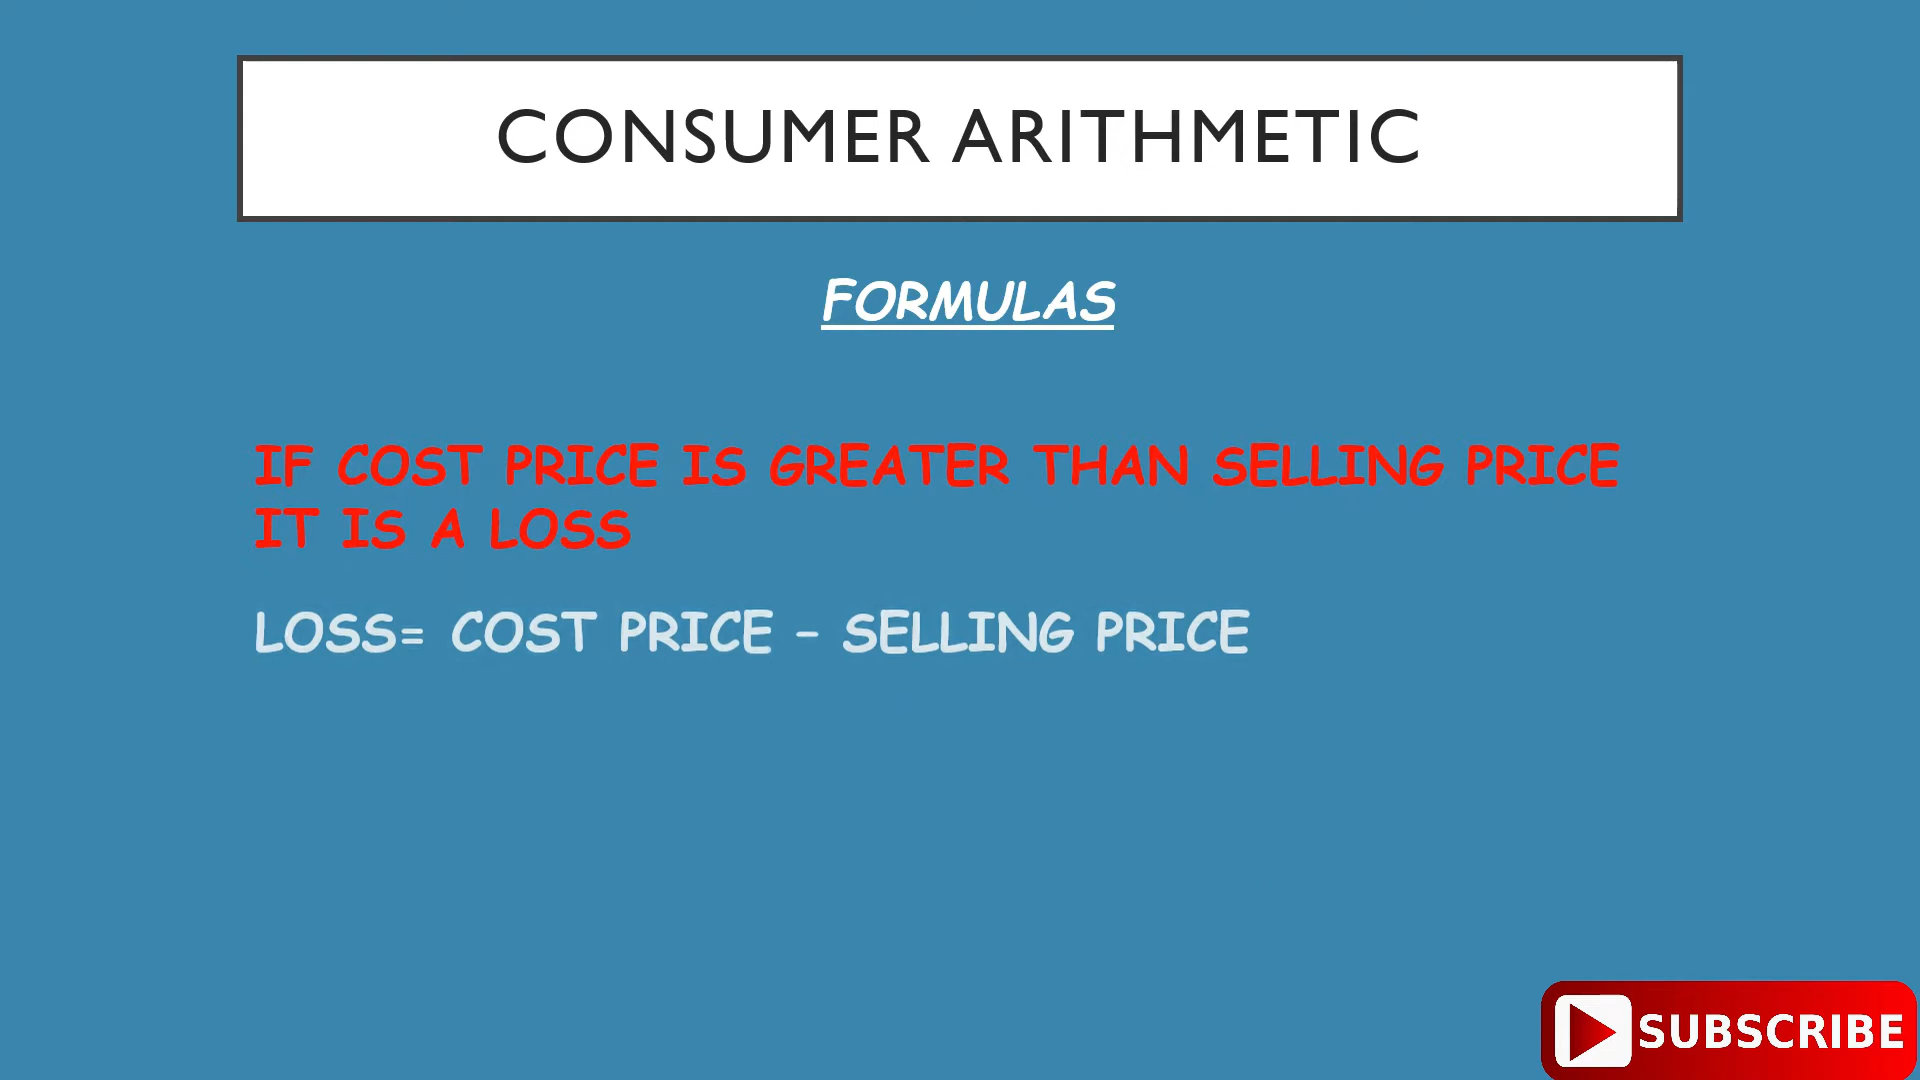 CONSUMER ARITHMETIC
FORMULAS
IF COST PRICE IS GREATER THAN SELLING PRICE
IT IS A LOSS
LOSS= COST PRICE – SELLING PRICE
SUBSCRIBE